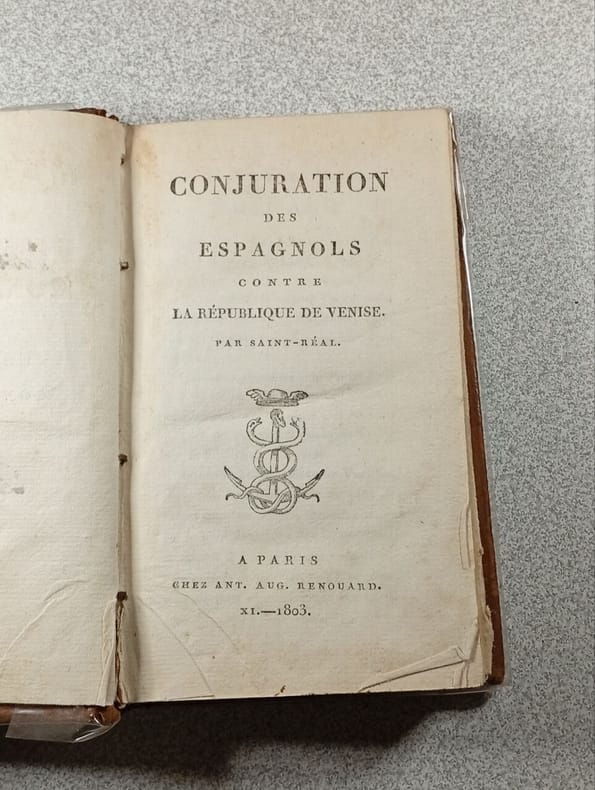 CONJURATION
DES
ESPAGNOLS
CONTRE
LA RÉPUBLIQUE DE VENISE.
PAR SAINT-RÉAL.
A PARIS
CHEZ ANT. AUG. RENOUARD.
XI.—1803.